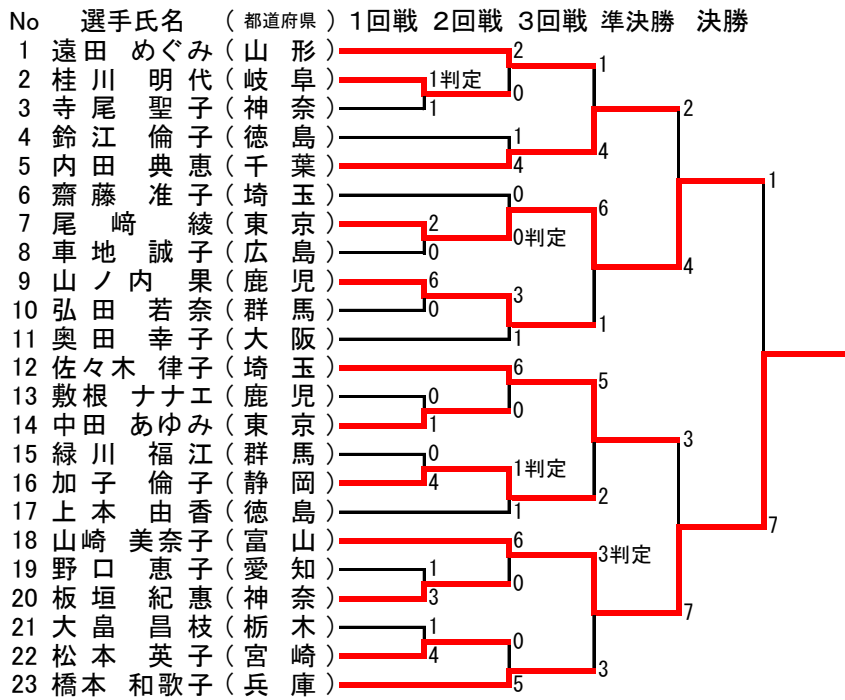 No 選手氏名 (都道府県) 1回戦 2回戦 3回戦 準決勝 決勝
1 遠田 めぐみ (山 形) 2
1
2 桂川 明代 (岐 阜) 1判定
0
3 寺尾 聖子 (神 奈) 1
2
4 鈴江 倫子 (徳 島) 1
4
5 内田 典恵 (千 葉) 4
1
6 齋藤 准子 (埼 玉) 0
6
7 尾﨑 綾 (東 京) 2
0判定
8 車地 誠子 (広 島) 0
4
9 山ノ内 果 (鹿 児) 6
3
10 弘田 若奈 (群 馬) 0
1
11 奥田 幸子 (大 阪) 1
12 佐々木 律子 (埼 玉) 6
5
13 敷根 ナナエ (鹿 児) 0
0
14 中田 あゆみ (東 京) 1
3
15 緑川 福江 (群 馬) 0
1判定
16 加子 倫子 (静 岡) 4
2
17 上本 由香 (徳 島) 1
7
18 山崎 美奈子 (富 山) 6
3判定
19 野口 恵子 (愛 知) 1
0
20 板垣 紀惠 (神 奈) 3
7
21 大畠 昌枝 (栃 木) 1
0
22 松本 英子 (宮 崎) 4
3
23 橋本 和歌子 (兵 庫) 5